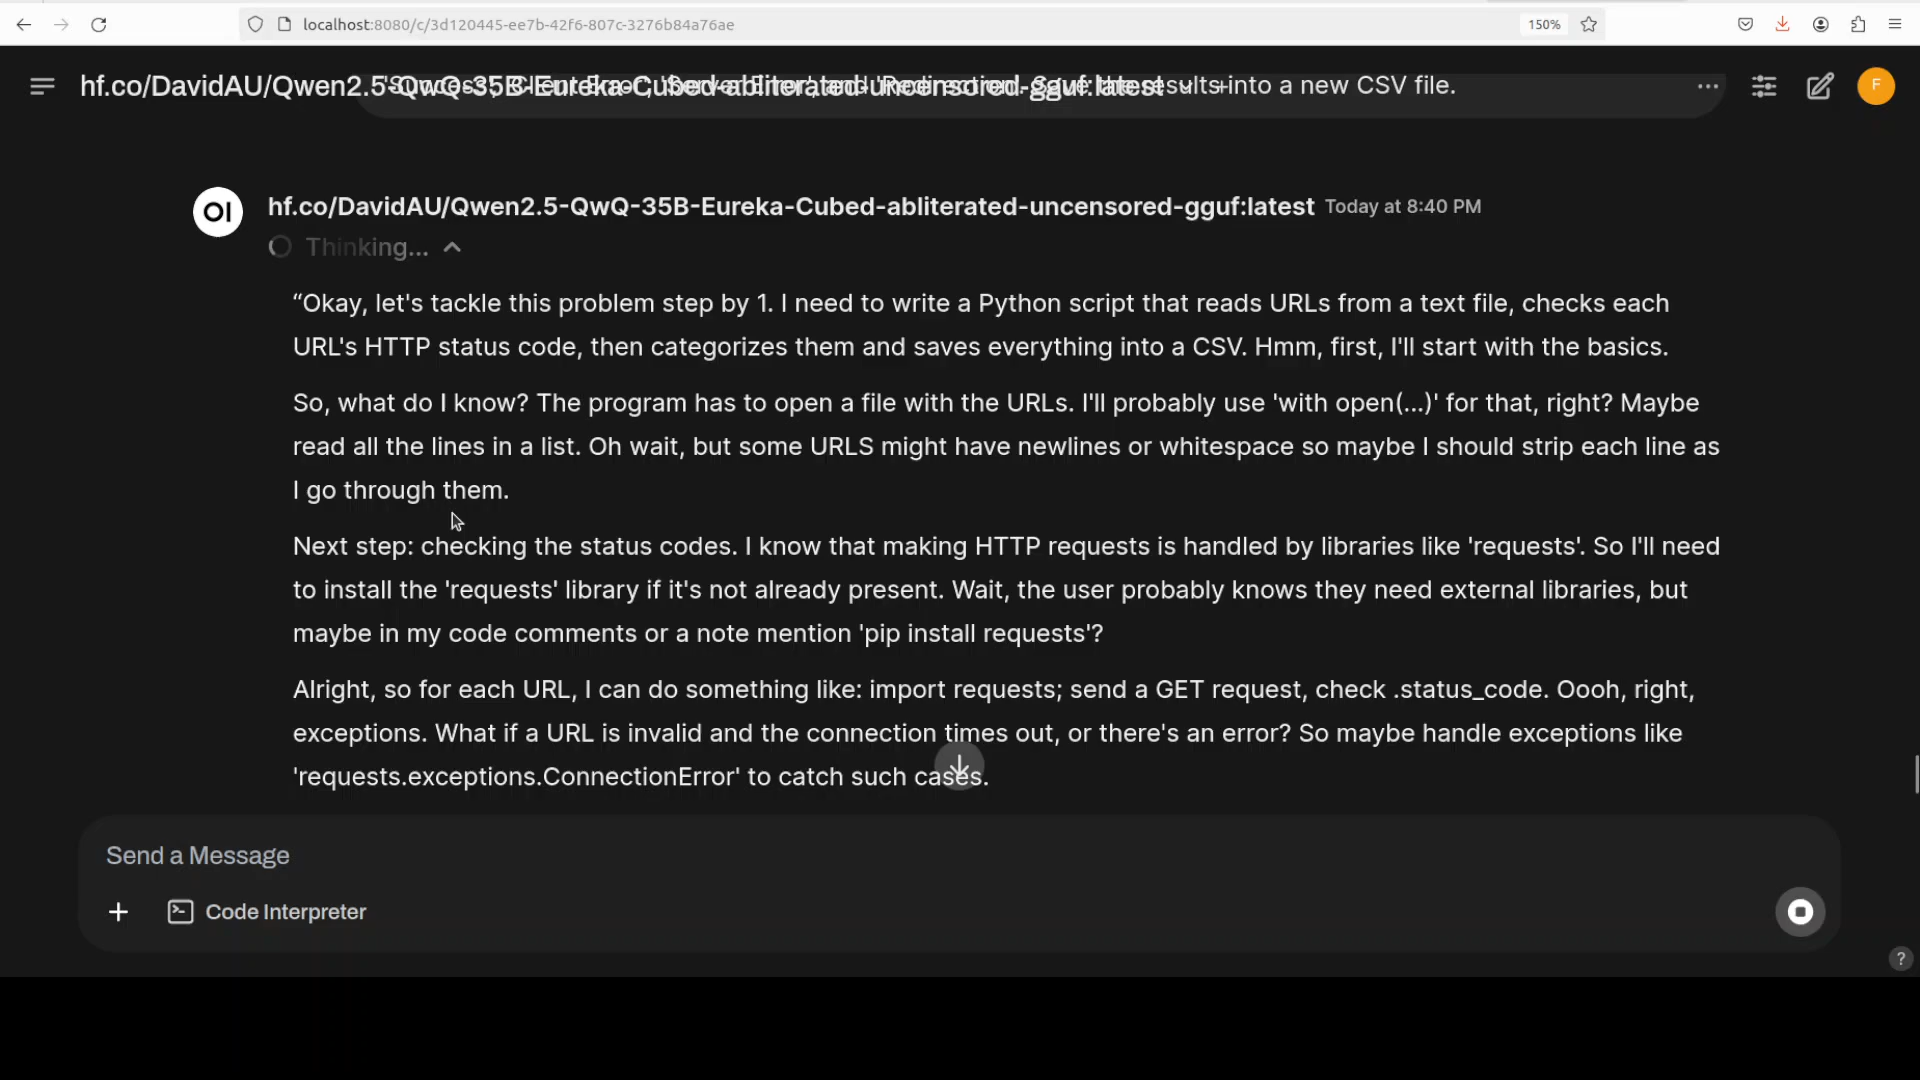 localhost:8080/c/3d120445-ee7b-42f6-807c-3276b84a76ae
150%
hf.co/DavidAU/Qwen2.5-QwQ-35B-Eureka-Cubed-abliterated-uncensored-gguf:latest
results into a new CSV file.
F
OI
hf.co/DavidAU/Qwen2.5-QwQ-35B-Eureka-Cubed-abliterated-uncensored-gguf:latest Today at 8:40 PM
Thinking...
“Okay, let's tackle this problem step by 1. I need to write a Python script that reads URLs from a text file, checks each
URL's HTTP status code, then categorizes them and saves everything into a CSV. Hmm, first, I'll start with the basics.
So, what do I know? The program has to open a file with the URLs. I'll probably use 'with open(...)' for that, right? Maybe
read all the lines in a list. Oh wait, but some URLS might have newlines or whitespace so maybe I should strip each line as
I go through them.
Next step: checking the status codes. I know that making HTTP requests is handled by libraries like 'requests'. So I'll need
to install the 'requests' library if it's not already present. Wait, the user probably knows they need external libraries, but
maybe in my code comments or a note mention 'pip install requests'?
Alright, so for each URL, I can do something like: import requests; send a GET request, check .status_code. Oooh, right,
exceptions. What if a URL is invalid and the connection times out, or there's an error? So maybe handle exceptions like
'requests.exceptions.ConnectionError' to catch such cases.
Send a Message
Code Interpreter
?